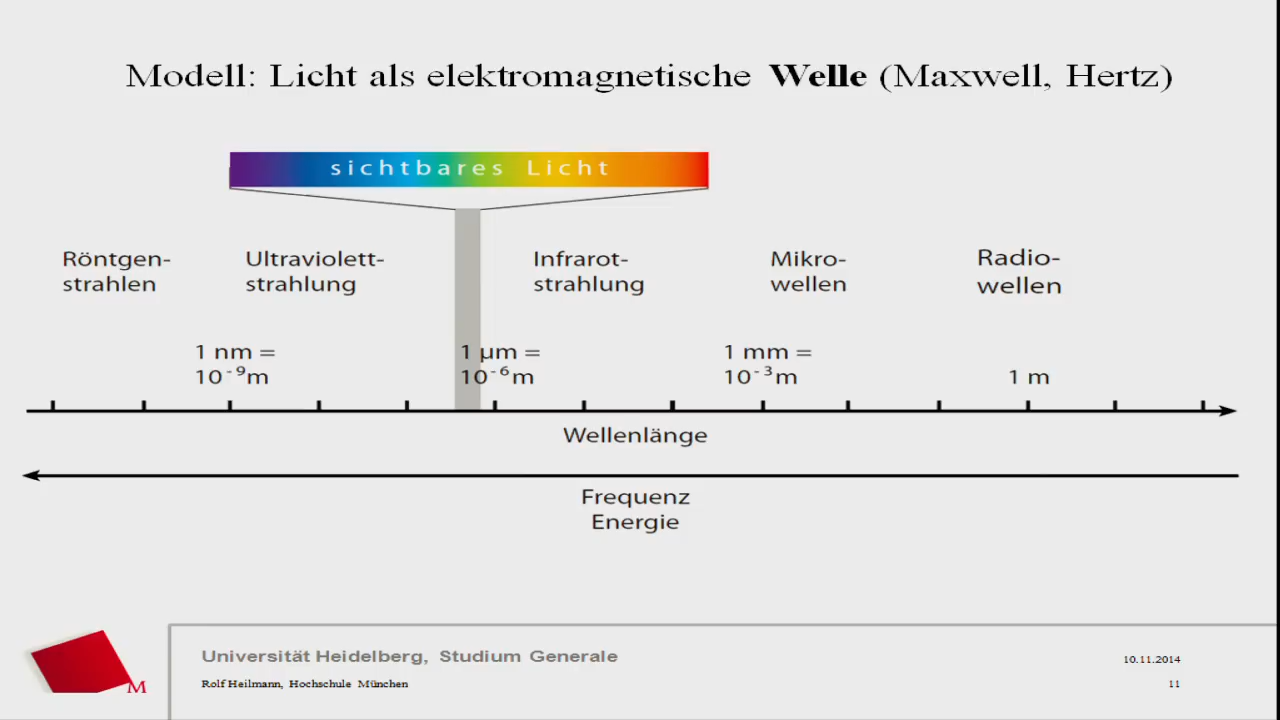 Modell: Licht als elektromagnetische Welle (Maxwell, Hertz)
sichtbares Licht
Röntgen-
strahlen
Ultraviolett-
strahlung
Infrarot-
strahlung
Mikro-
wellen
Radio-
wellen
1 nm =
10⁻⁹m
1 µm =
10⁻⁶m
1 mm =
10⁻³m
1 m
Wellenlänge
Frequenz
Energie
M
Universität Heidelberg, Studium Generale
10.11.2014
Rolf Heilmann, Hochschule München
11